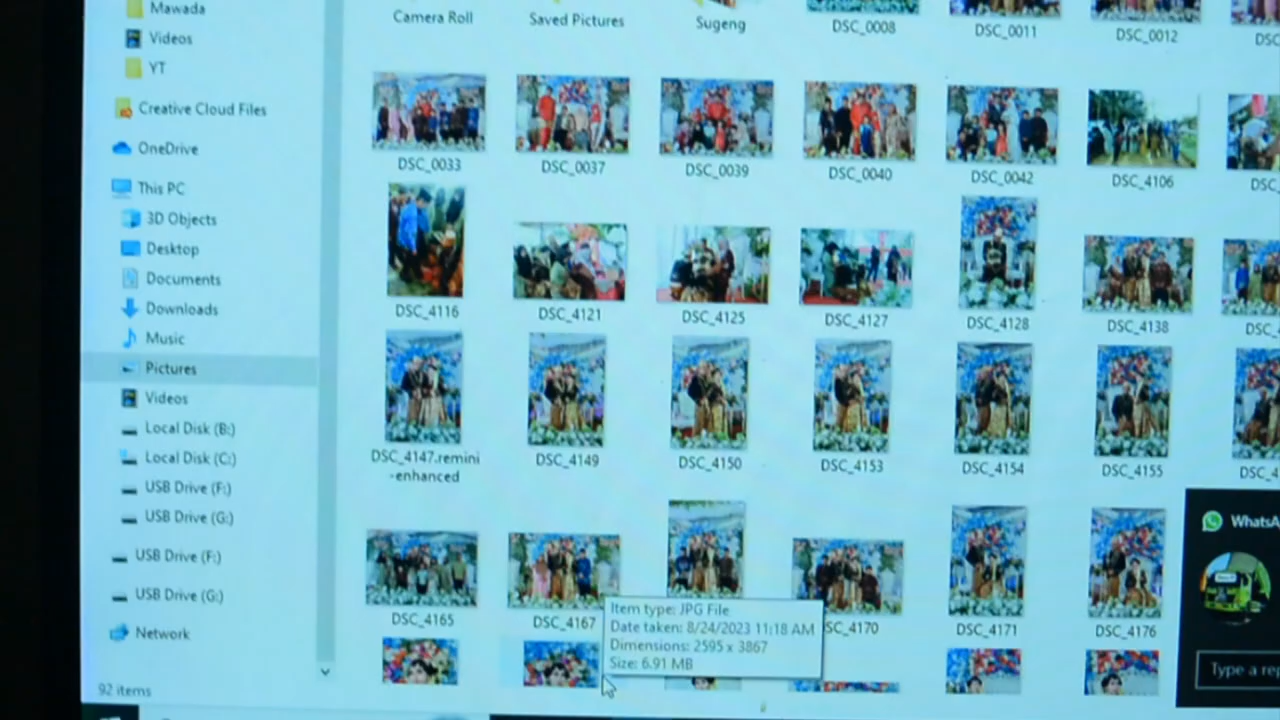 Mawada
Videos
YT
Creative Cloud Files
OneDrive
This PC
3D Objects
Desktop
Documents
Downloads
Music
Pictures
Videos
Local Disk (B:)
Local Disk (C:)
USB Drive (F:)
USB Drive (G:)
USB Drive (F:)
USB Drive (G:)
Network
92 items
Camera Roll
Saved Pictures
Sugeng
DSC_0008
DSC_0011
DSC_0012
DSC_0033
DSC_0037
DSC_0039
DSC_0040
DSC_0042
DSC_4106
DSC_4116
DSC_4121
DSC_4125
DSC_4127
DSC_4128
DSC_4138
DSC_
DSC_4147.remini
-enhanced
DSC_4149
DSC_4150
DSC_4153
DSC_4154
DSC_4155
DSC_4
DSC_4165
DSC_4167
SC_4170
DSC_4171
DSC_4176
Item type: JPG File
Date taken: 8/24/2023 11:18 AM
Dimensions: 2595 x 3867
Size: 6.91 MB
WhatsA
Type a rep